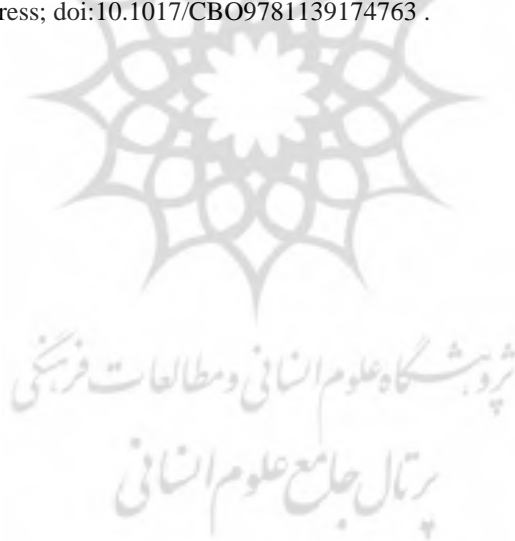 ress; doi:10.1017/CBO9781139174763 .
پژوهشگاه علوم انسانی و مطالعات فرهنگی
پرتال جامع علوم انسانی